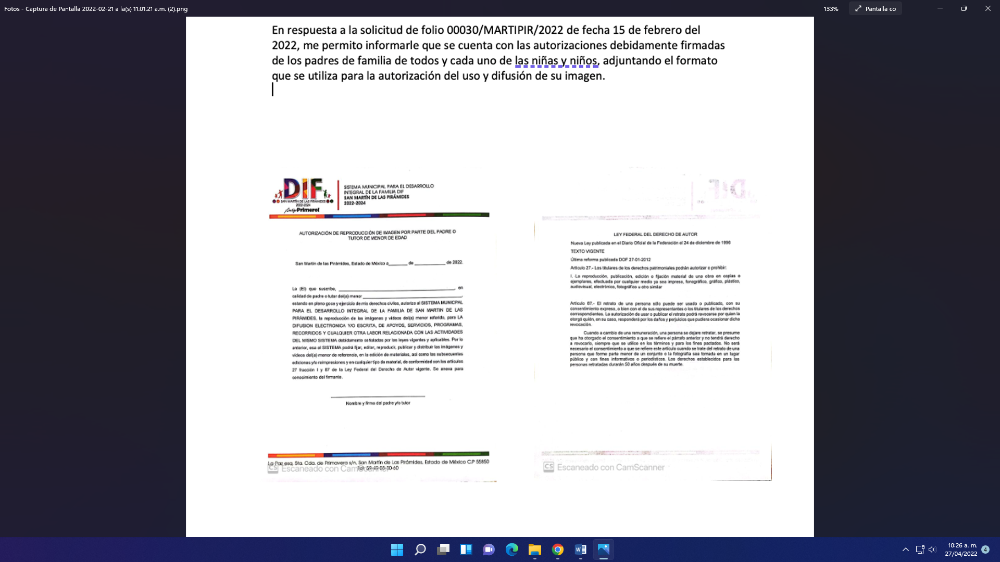 Fotos - Captura de Pantalla 2022-02-21 a la(s) 11.01.21 a.m. (2).png
133%
Pantalla co
En respuesta a la solicitud de folio 00030/MARTIPIR/2022 de fecha 15 de febrero del
2022, me permito informarle que se cuenta con las autorizaciones debidamente firmadas
de los padres de familia de todos y cada uno de las niñas y niños, adjuntando el formato
que se utiliza para la autorización del uso y difusión de su imagen.
DIF
SAN MARTÍN DE LAS PIRÁMIDES
2022-2024
¡Contigo Primero!
SISTEMA MUNICIPAL PARA EL DESARROLLO
INTEGRAL DE LA FAMILIA DIF
SAN MARTÍN DE LAS PIRÁMIDES
2022-2024
AUTORIZACIÓN DE REPRODUCCIÓN DE IMAGEN POR PARTE DEL PADRE O
TUTOR DE MENOR DE EDAD
San Martín de las Pirámides, Estado de México a________ de ______________ de 2022.
La (El) que suscribe, ______________________________, en
calidad de padre o tutor del(a) menor ______________________________,
estando en pleno goce y ejercicio de mis derechos civiles, autorizo al SISTEMA MUNICPAL
PARA EL DESARROLLO INTEGRAL DE LA FAMILIA DE SAN MARTIN DE LAS
PIRÁMIDES, la reproducción de las imágenes y videos del(a) menor referido, para LA
DIFUSION ELECTRONICA Y/O ESCRITA, DE APOYOS, SERVICIOS, PROGRAMAS,
RECORRIDOS Y CUALQUIER OTRA LABOR RELACIONADA CON LAS ACTIVIDADES
DEL MISMO SISTEMA debidamente señaladas por las leyes vigentes y aplicables. Por lo
anterior, ese el SISTEMA podrá fijar, editar, reproducir, publicar y distribuir las imágenes y
videos del(a) menor de referencia, en la edición de materiales, así como las subsecuentes
ediciones y/o reimpresiones y en cualquier tipo de material, de conformidad con los artículos
27 fracción I y 87 de la Ley Federal del Derecho de Autor vigente. Se anexa para
conocimiento del firmante.
Nombre y firma del padre y/o tutor
La Paz esq. 5ta. Cda. de Primavera s/n, San Martín de Las Pirámides, Estado de México C.P 55850
CS Escaneado con CamScanner
LEY FEDERAL DEL DERECHO DE AUTOR
Nueva Ley publicada en el Diario Oficial de la Federación el 24 de diciembre de 1996
TEXTO VIGENTE
Última reforma publicada DOF 27-01-2012
Artículo 27.- Los titulares de los derechos patrimoniales podrán autorizar o prohibir:
I. La reproducción, publicación, edición o fijación material de una obra en copias o
ejemplares, efectuada por cualquier medio ya sea impreso, fonográfico, gráfico, plástico,
audiovisual, electrónico, fotográfico u otro similar
Artículo 87.- El retrato de una persona sólo puede ser usado o publicado, con su
consentimiento expreso, o bien con el de sus representantes o los titulares de los derechos
correspondientes. La autorización de usar o publicar el retrato podrá revocarse por quien la
otorgó quién, en su caso, responderá por los daños y perjuicios que pudiera ocasionar dicha
revocación.
Cuando a cambio de una remuneración, una persona se dejare retratar, se presume
que ha otorgado el consentimiento a que se refiere el párrafo anterior y no tendrá derecho
a revocarlo, siempre que se utilice en los términos y para los fines pactados. No será
necesario el consentimiento a que se refiere este artículo cuando se trate del retrato de una
persona que forme parte menor de un conjunto o la fotografía sea tomada en un lugar
público y con fines informativos o periodísticos. Los derechos establecidos para las
personas retratadas durarán 50 años después de su muerte.
CS Escaneado con CamScanner
10:26 a. m.
27/04/2022
4